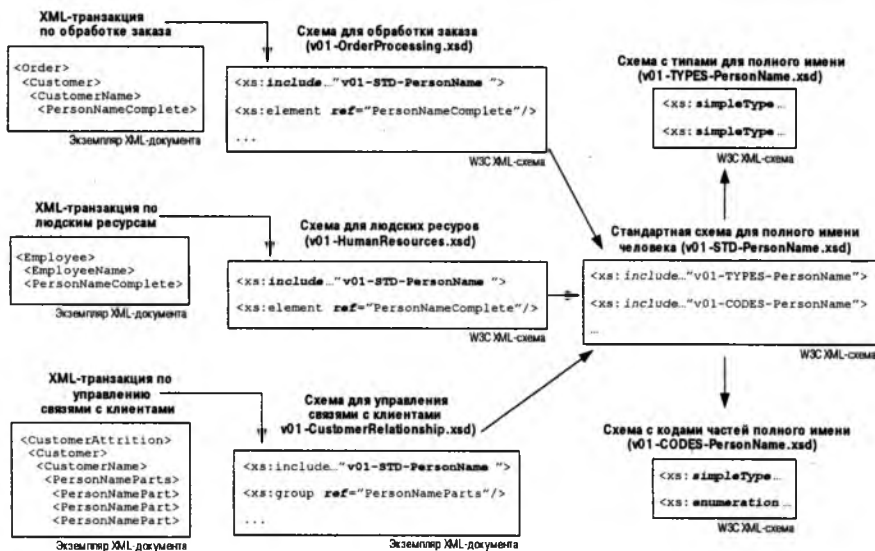 XML-транзакция
по обработке заказа
<Order>
<Customer>
<CustomerName>
<PersonNameComplete>
Экземпляр XML-документа
Схема для обработки заказа
(v01-OrderProcessing.xsd)
<xs:include…"v01-STD-PersonName ">
<xs:element ref="PersonNameComplete"/>
...
W3C XML-схема
XML-транзакция по
людским ресурсам
<Employee>
<EmployeeName>
<PersonNameComplete>
Экземпляр XML-документа
Схема для людских ресуров
(v01-HumanResources.xsd)
<xs:include…"v01-STD-PersonName ">
<xs:element ref="PersonNameComplete"/>
W3C XML-схема
XML-транзакция по
управлению
связями с клиентами
<CustomerAttrition>
<Customer>
<CustomerName>
<PersonNameParts>
<PersonNamePart>
<PersonNamePart>
<PersonNamePart>
Экземпляр XML-документа
Схема для управления
связями с клиентами
v01-CustomerRelationship.xsd)
<xs:include…"v01-STD-PersonName ">
<xs:group ref="PersonNameParts"/>
...
Экземпляр XML-документа
Схема с типами для полного имени
(v01-TYPES-PersonName.xsd)
<xs:simpleType…
<xs:simpleType…
W3C XML-схема
Стандартная схема для полного имени
человека (v01-STD-PersonName.xsd)
<xs:include…"v01-TYPES-PersonName">
<xs:include…"v01-CODES-PersonName">
…
W3C XML-схема
Схема с кодами частей полного имени
(v01-CODES-PersonName.xsd)
<xs:simpleType…
<xs:enumeration…
W3C XML-схема